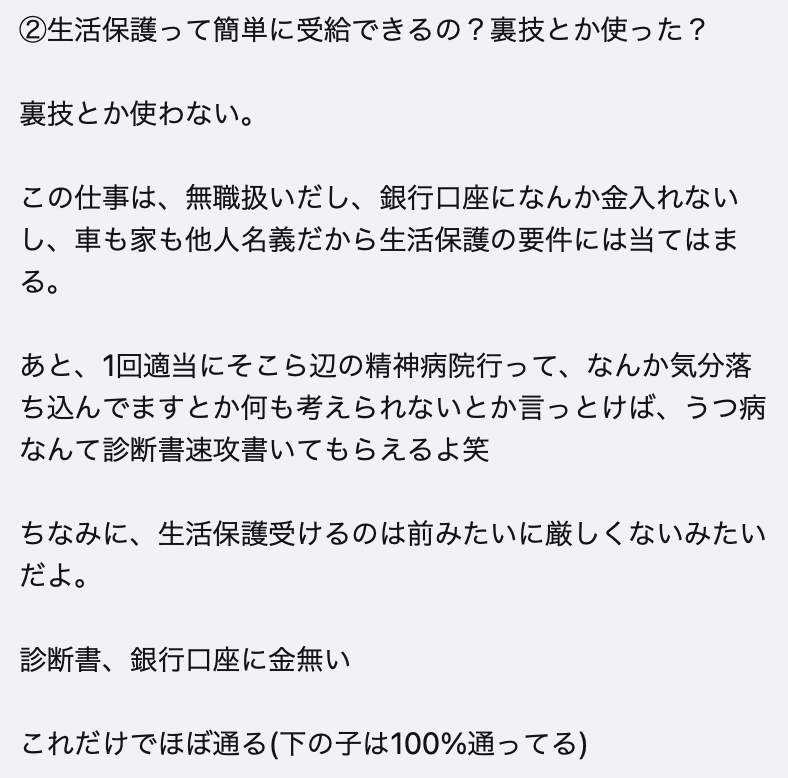 ②生活保護って簡単に受給できるの？裏技とか使った？
裏技とか使わない。
この仕事は、無職扱いだし、銀行口座になんか金入れない
し、車も家も他人名義だから生活保護の要件には当てはま
る。
あと、1回適当にそこら辺の精神病院行って、なんか気分落
ち込んでますとか何も考えられないとか言っとけば、うつ病
なんて診断書速攻書いてもらえるよ笑
ちなみに、生活保護受けるのは前みたいに厳しくないみたい
だよ。
診断書、銀行口座に金無い
これだけでほぼ通る(下の子は100%通ってる)